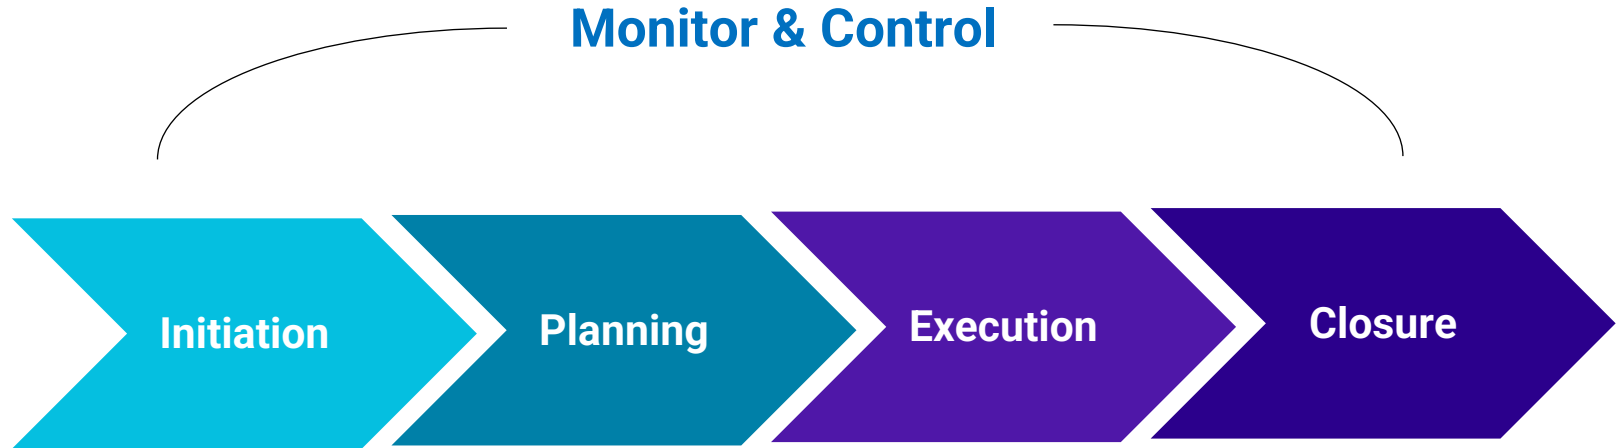 Monitor & Control
Initiation
Planning
Execution
Closure